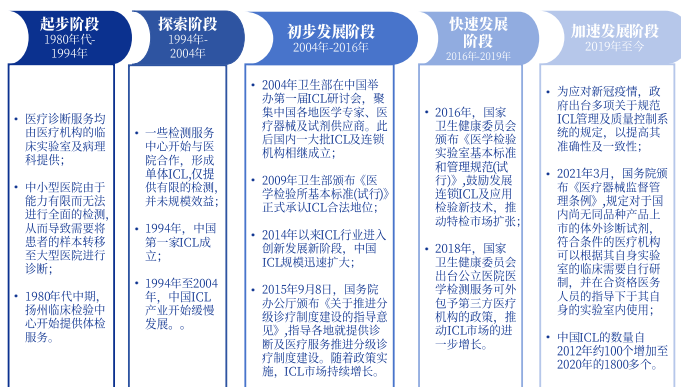 起步阶段
1980年代-
1994年
• 医疗诊断服务均
由医疗机构的临
床实验室及病理
科提供;
• 中小型医院由于
能力有限而无法
进行全面的检测,
从而导致需要将
患者的样本转移
至大型医院进行
诊断;
• 1980年代中期,
扬州临床检验中
心开始提供体检
服务。
探索阶段
1994年-
2004年
• 一些检测服务
中心开始与医
院合作，形成
单体ICL,仅提
供有限的检测,
并未规模效益;
• 1994年，中国
第一家ICL成
立;
• 1994年至2004
年，中国ICL
产业开始缓慢
发展。。
初步发展阶段
2004年-2016年
• 2004年卫生部在中国举
办第一届ICL研讨会，聚
集中国各地医学专家、医
疗器械及试剂供应商。此
后国内一大批ICL及连锁
机构相继成立;
• 2009年卫生部颁布《医
学检验所基本标准(试行)》
正式承认ICL合法地位;
• 2014年以来ICL行业进入
创新发展新阶段，中国
ICL规模迅速扩大;
• 2015年9月8日，国务院
办公厅颁布《关于推进分
级诊疗制度建设的指导意
见》,指导各地就提供诊
断及医疗服务推进分级诊
疗制度建设。随着政策实
施，ICL市场持续增长。
快速发展
阶段
2016年-2019年
• 2016年，国家
卫生健康委员会
颁布《医学检验
实验室基本标准
和管理规范(试
行)》,鼓励发展
连锁ICL及应用
检验新技术，推
动特检市场扩张;
• 2018年，国家
卫生健康委员会
出台公立医院医
学检测服务可外
包予第三方医疗
机构的政策，推
动ICL市场的进
一步增长。
加速发展阶段
2019年至今
• 为应对新冠疫情，政
府出台多项关于规范
ICL管理及质量控制系
统的规定，以提高其
准确性及一致性;
• 2021年3月，国务院颁
布《医疗器械监督管
理条例》,规定对于国
内尚无同品种产品上
市的体外诊断试剂，
符合条件的医疗机构
可以根据其自身实验
室的临床需要自行研
制，并在合资格医务
人员的指导下于其自
身的实验室内使用;
• 中国ICL的数量自
2012年约100个增加至
2020年的1800多个。